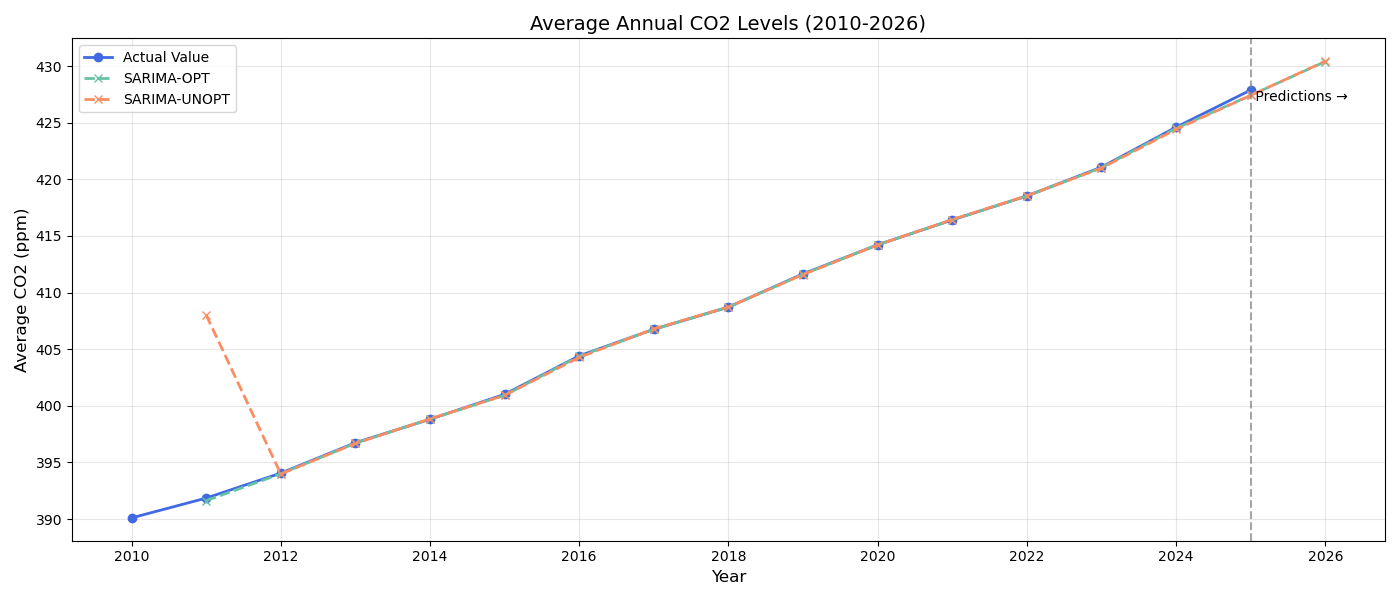 Average Annual CO2 Levels (2010-2026)
Actual Value
SARIMA-OPT
SARIMA-UNOPT
Predictions →
Average CO2 (ppm)
430
425
420
415
410
405
400
395
390
2010 2012 2014 2016 2018 2020 2022 2024 2026
Year